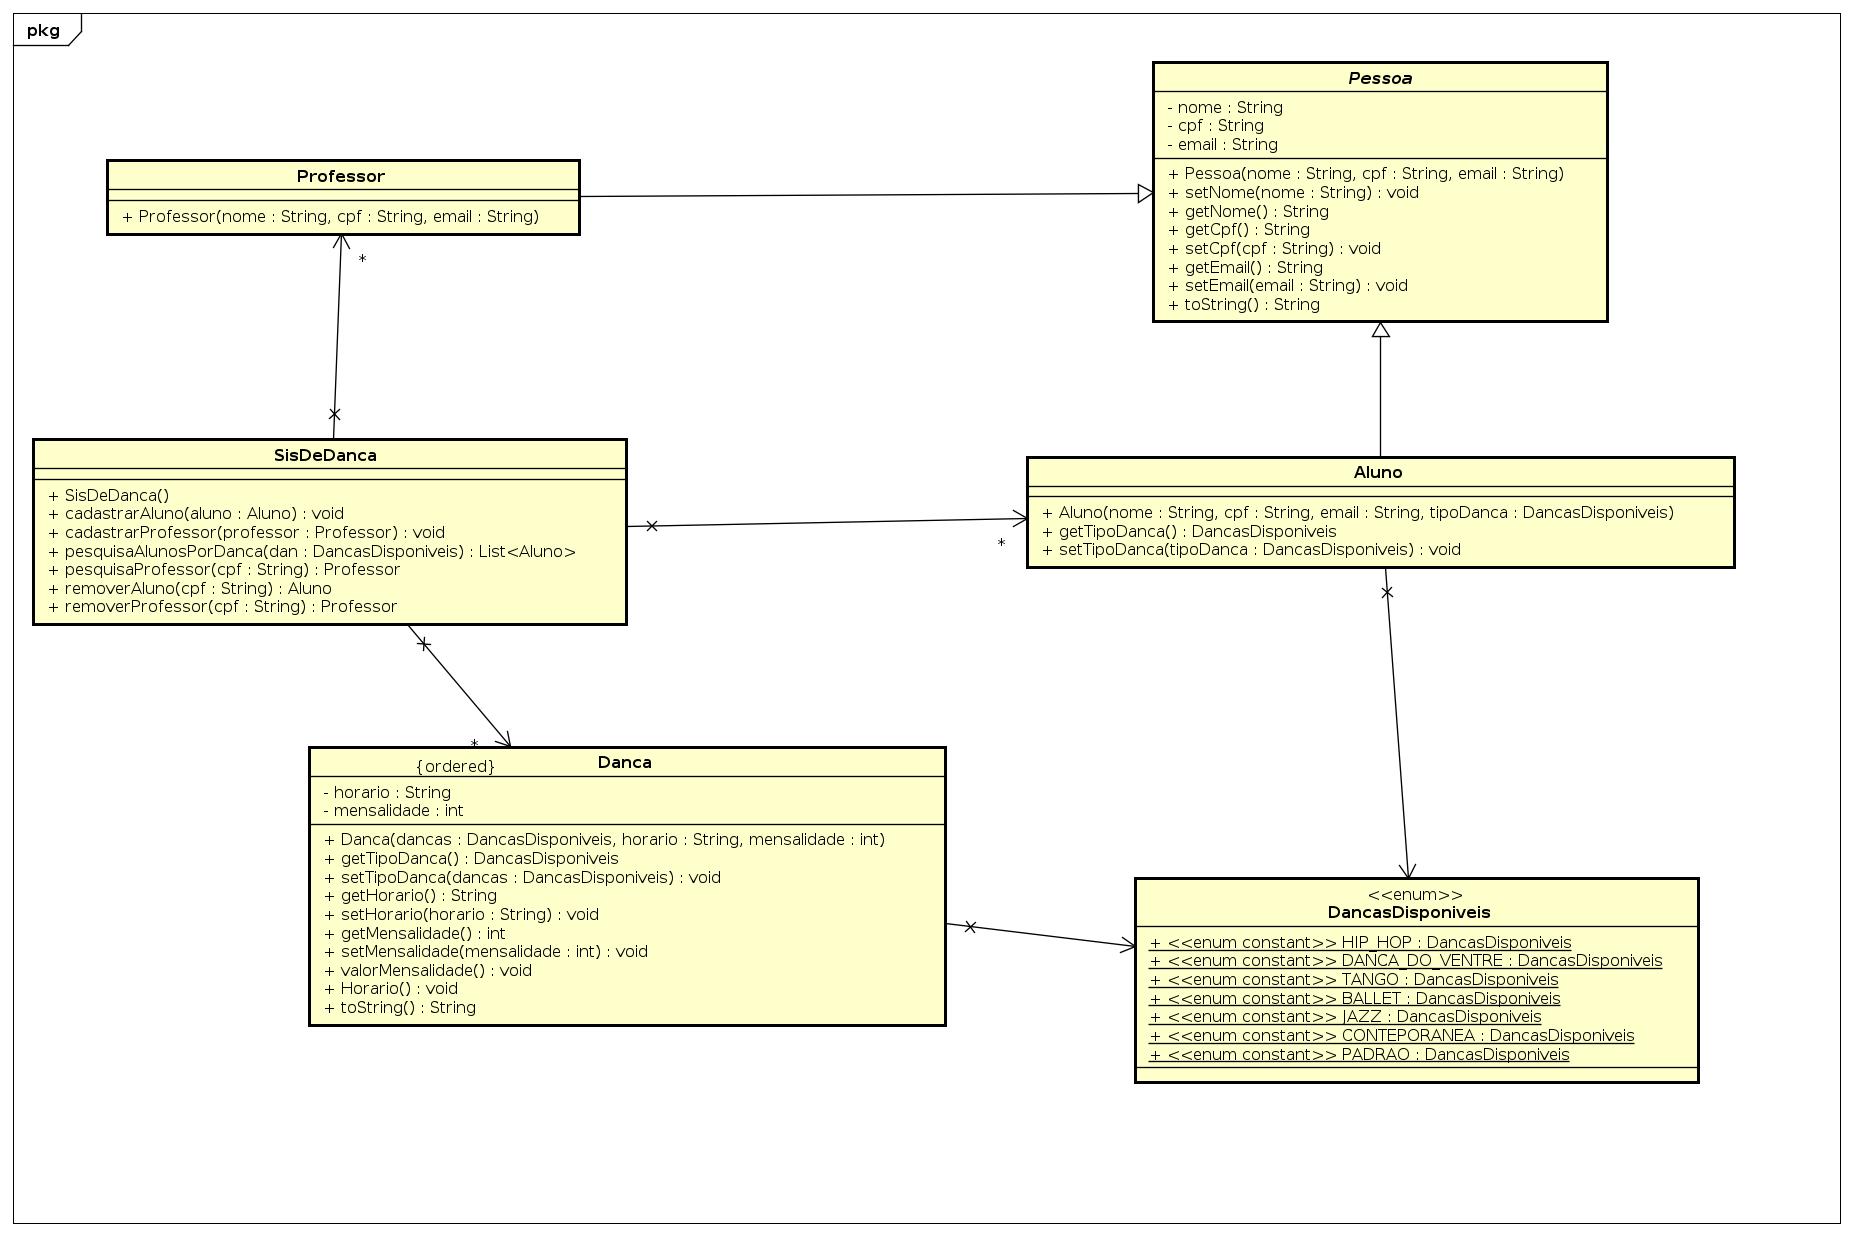 pkg
Pessoa
- nome : String
- cpf : String
- email : String
+ Pessoa(nome : String, cpf : String, email : String)
+ setNome(nome : String) : void
+ getNome() : String
+ getCpf() : String
+ setCpf(cpf : String) : void
+ getEmail() : String
+ setEmail(email : String) : void
+ toString() : String
Professor
+ Professor(nome : String, cpf : String, email : String)
*
SisDeDanca
+ SisDeDanca()
+ cadastrarAluno(aluno : Aluno) : void
+ cadastrarProfessor(professor : Professor) : void
+ pesquisaAlunosPorDanca(dan : DancasDisponiveis) : List<Aluno>
+ pesquisaProfessor(cpf : String) : Professor
+ removerAluno(cpf : String) : Aluno
+ removerProfessor(cpf : String) : Professor
*
Aluno
+ Aluno(nome : String, cpf : String, email : String, tipoDanca : DancasDisponiveis)
+ getTipoDanca() : DancasDisponiveis
+ setTipoDanca(tipoDanca : DancasDisponiveis) : void
*
{ordered}
Danca
- horario : String
- mensalidade : int
+ Danca(dancas : DancasDisponiveis, horario : String, mensalidade : int)
+ getTipoDanca() : DancasDisponiveis
+ setTipoDanca(dancas : DancasDisponiveis) : void
+ getHorario() : String
+ setHorario(horario : String) : void
+ getMensalidade() : int
+ setMensalidade(mensalidade : int) : void
+ valorMensalidade() : void
+ Horario() : void
+ toString() : String
<<enum>>
DancasDisponiveis
+ <<enum constant>> HIP_HOP : DancasDisponiveis
+ <<enum constant>> DANCA_DO_VENTRE : DancasDisponiveis
+ <<enum constant>> TANGO : DancasDisponiveis
+ <<enum constant>> BALLET : DancasDisponiveis
+ <<enum constant>> JAZZ : DancasDisponiveis
+ <<enum constant>> CONTEPORANEA : DancasDisponiveis
+ <<enum constant>> PADRAO : DancasDisponiveis